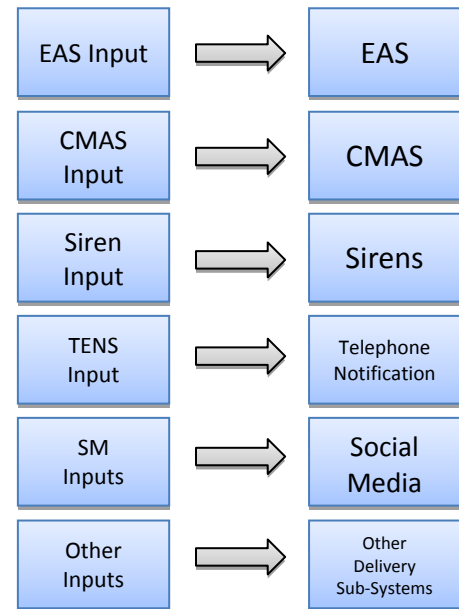 EAS Input
EAS
CMAS
Input
CMAS
Siren
Input
Sirens
TENS
Input
Telephone
Notification
SM
Inputs
Social
Media
Other
Inputs
Other
Delivery
Sub-Systems